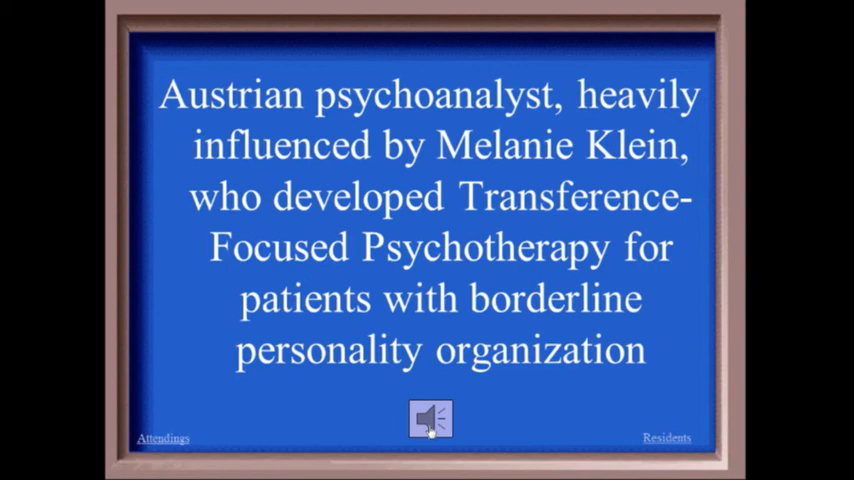 Austrian psychoanalyst, heavily
influenced by Melanie Klein,
who developed Transference-
Focused Psychotherapy for
patients with borderline
personality organization
Attendings
Residents